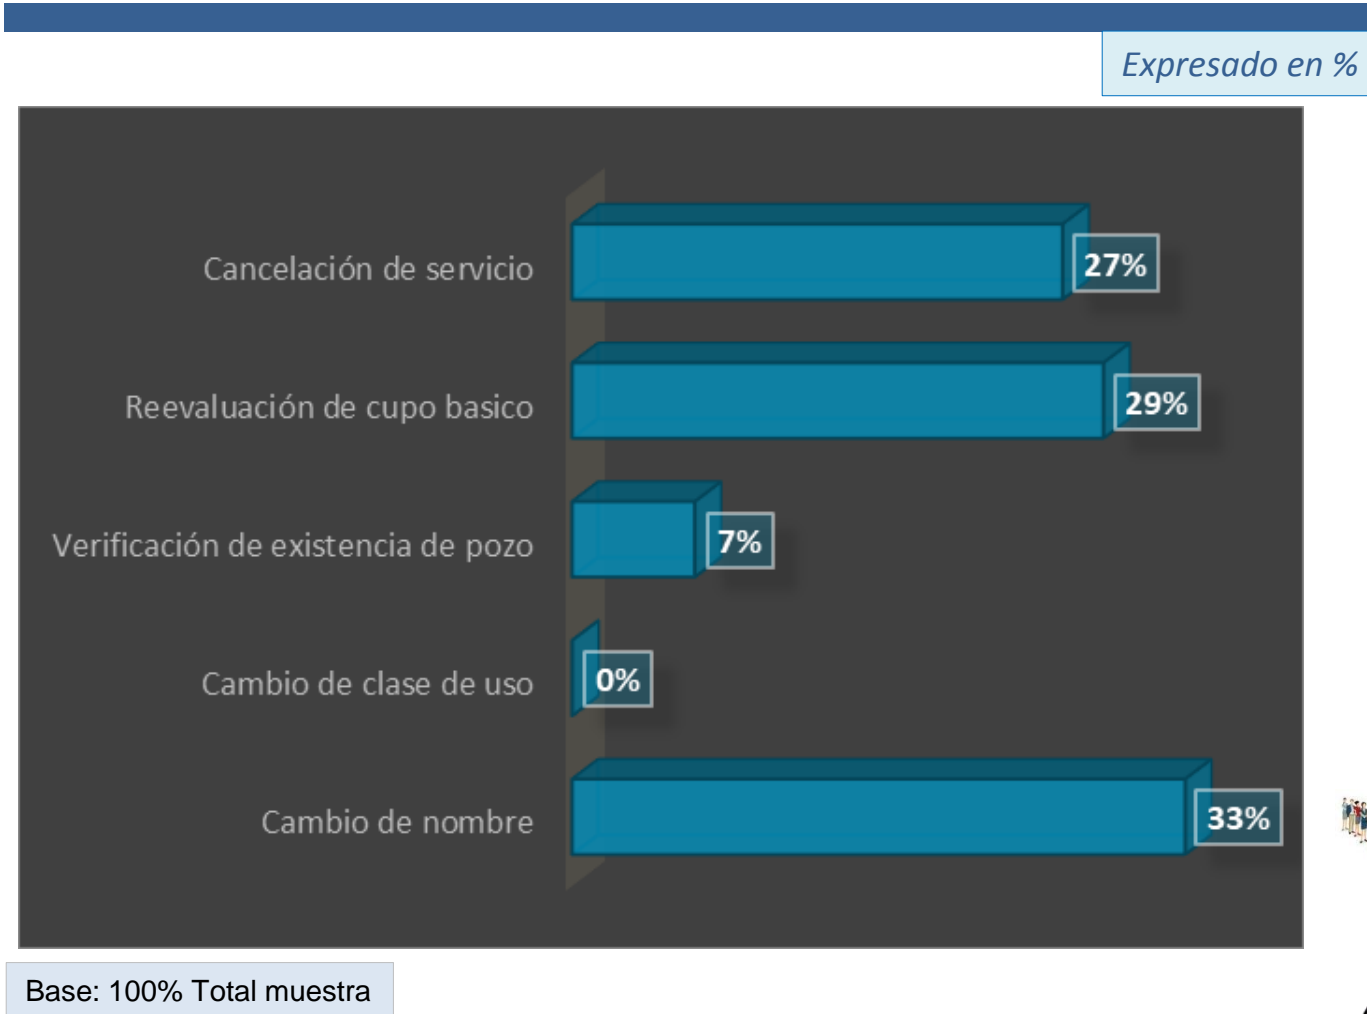 Expresado en %
Cancelación de servicio
27%
Reevaluación de cupo basico
29%
Verificación de existencia de pozo
7%
Cambio de clase de uso
0%
Cambio de nombre
33%
Base: 100% Total muestra